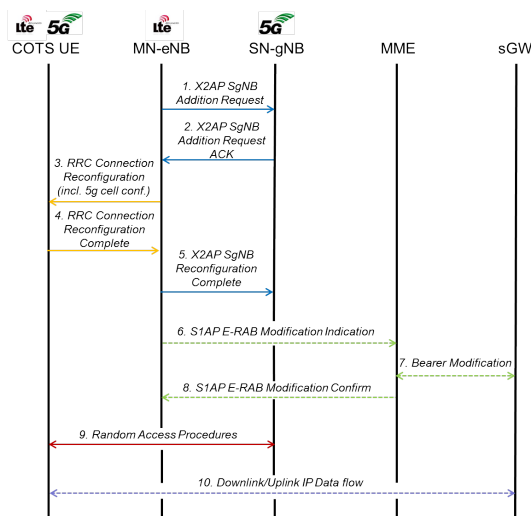 lte 5G lte 5G
COTS UE MN-eNB SN-gNB MME sGW
1. X2AP SgNB
Addition Request
2. X2AP SgNB
Addition Request
ACK
3. RRC Connection
Reconfiguration
(incl. 5g cell conf.)
4. RRC Connection
Reconfiguration
Complete
5. X2AP SgNB
Reconfiguration
Complete
6. S1AP E-RAB Modification Indication
7. Bearer Modification
8. S1AP E-RAB Modification Confirm
9. Random Access Procedures
10. Downlink/Uplink IP Data flow